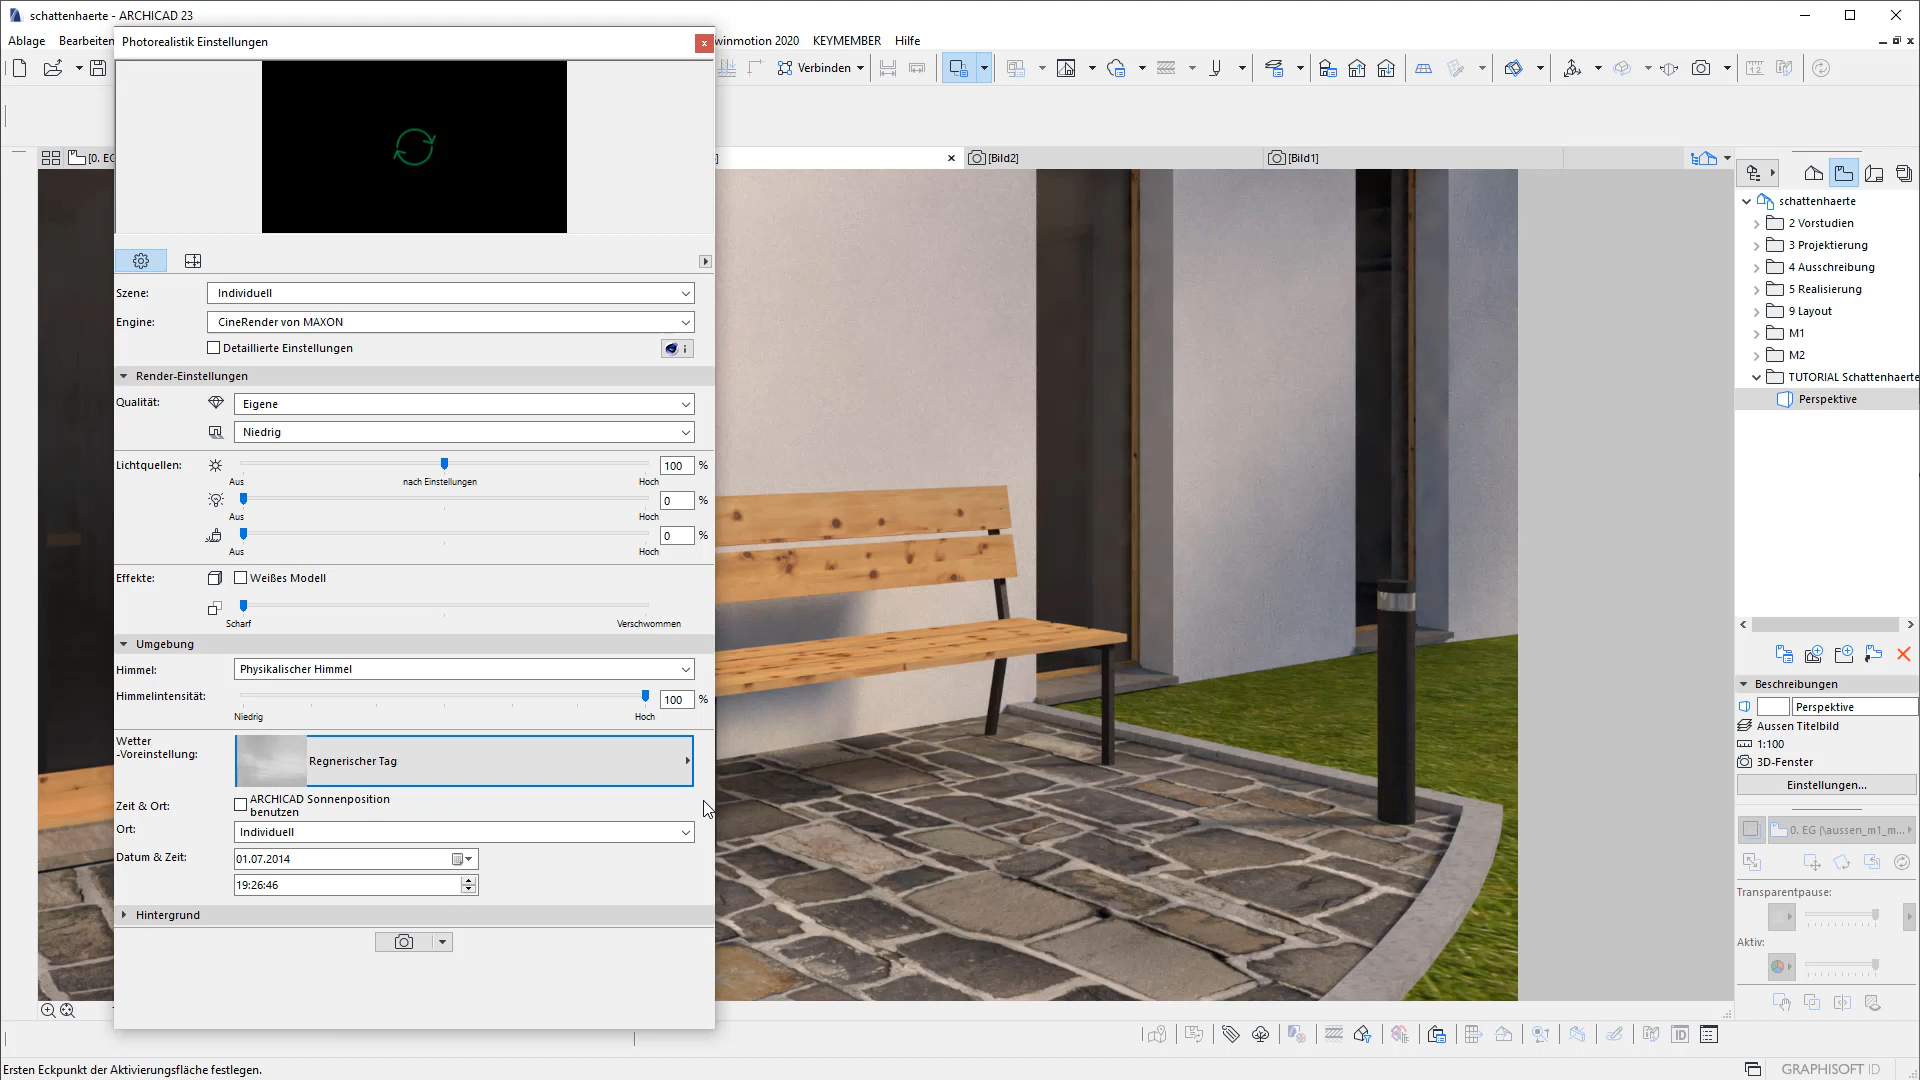 schattenhaerte - ARCHICAD 23
Ablage
Bearbeiten
winmotion 2020
KEYMEMBER
Hilfe
Photorealistik Einstellungen
Verbinden
[0. EG
]
[Bild2]
[Bild1]
Szene:
Individuell
Engine:
CineRender von MAXON
Detaillierte Einstellungen
Render-Einstellungen
Qualität:
Eigene
Niedrig
Lichtquellen:
100 %
Aus
nach Einstellungen
Hoch
0 %
Aus
Hoch
0 %
Aus
Hoch
Effekte:
Weißes Modell
Scharf
Verschwommen
Umgebung
Himmel:
Physikalischer Himmel
Himmelintensität:
100 %
Niedrig
Hoch
Wetter
-Voreinstellung:
Regnerischer Tag
Zeit & Ort:
ARCHICAD Sonnenposition
benutzen
Ort:
Individuell
Datum & Zeit:
01.07.2014
19:26:46
Hintergrund
schattenhaerte
2 Vorstudien
3 Projektierung
4 Ausschreibung
5 Realisierung
9 Layout
M1
M2
TUTORIAL Schattenhaerte
Perspektive
Beschreibungen
Perspektive
Aussen Titelbild
1:100
3D-Fenster
Einstellungen...
0. EG (\aussen_m1_m...
Transparentpause:
Aktiv:
Ersten Eckpunkt der Aktivierungsfläche festlegen.
GRAPHISOFT ID